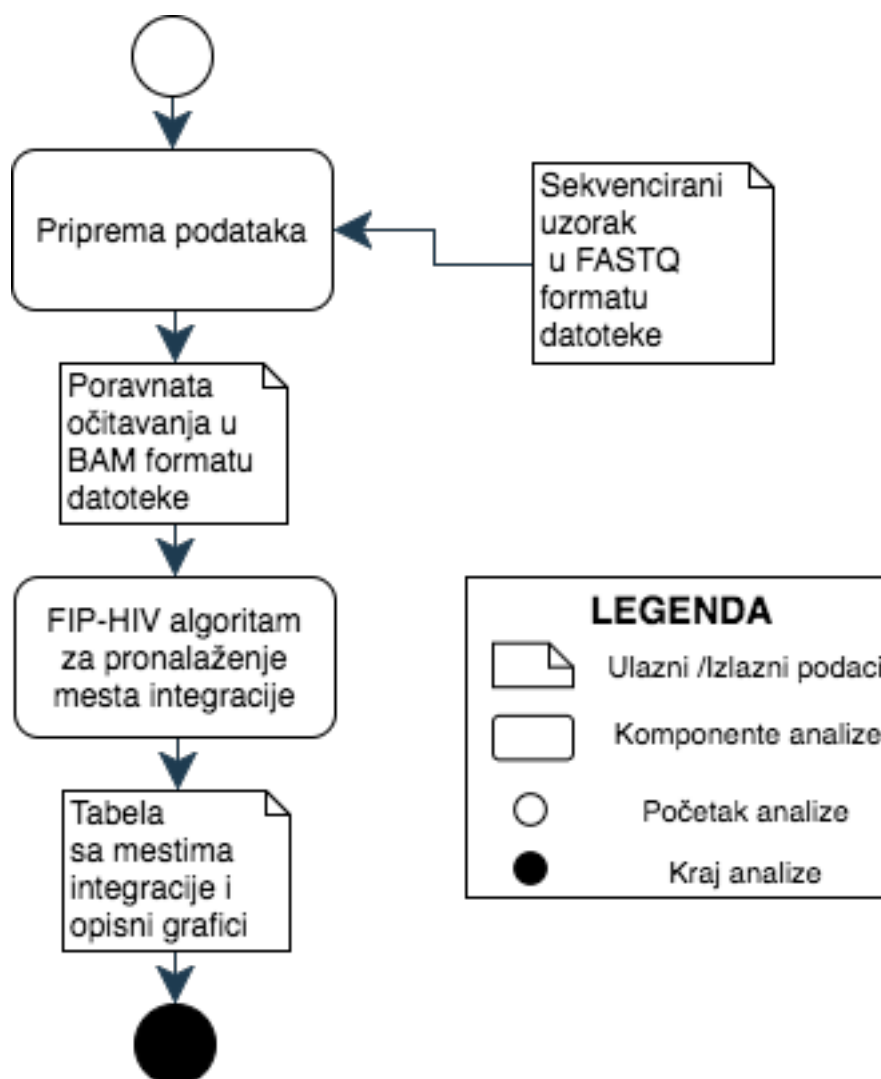 Priprema podataka
Sekvencirani
uzorak
u FASTQ
formatu
datoteke
Poravnata
očitavanja u
BAM formatu
datoteke
FIP-HIV algoritam
za pronalaženje
mesta integracije
Tabela
sa mestima
integracije i
opisni grafici
LEGENDA
Ulazni /Izlazni podaci
Komponente analize
Početak analize
Kraj analize